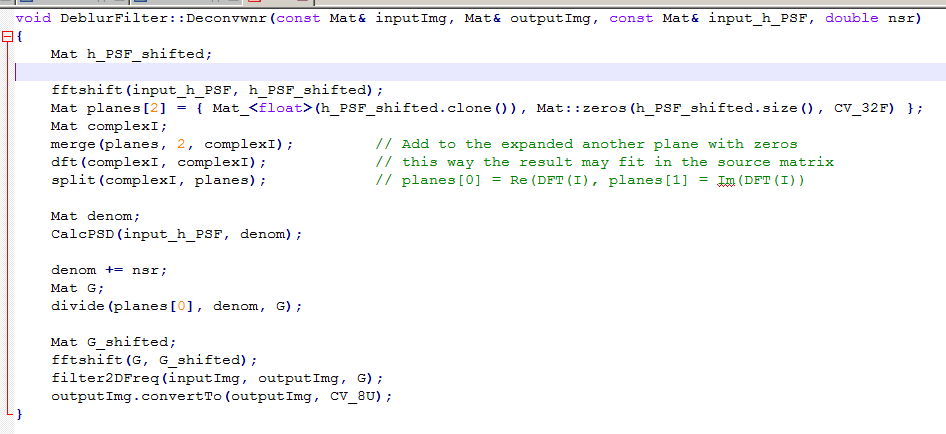 void DeblurFilter::Deconvwnr(const Mat& inputImg, Mat& outputImg, const Mat& input_h_PSF, double nsr)
{
    Mat h_PSF_shifted;

    fftshift(input_h_PSF, h_PSF_shifted);
    Mat planes[2] = { Mat_<float>(h_PSF_shifted.clone()), Mat::zeros(h_PSF_shifted.size(), CV_32F) };
    Mat complexI;
    merge(planes, 2, complexI);         // Add to the expanded another plane with zeros
    dft(complexI, complexI);            // this way the result may fit in the source matrix
    split(complexI, planes);            // planes[0] = Re(DFT(I), planes[1] = Im(DFT(I))

    Mat denom;
    CalcPSD(input_h_PSF, denom);

    denom += nsr;
    Mat G;
    divide(planes[0], denom, G);

    Mat G_shifted;
    fftshift(G, G_shifted);
    filter2DFreq(inputImg, outputImg, G);
    outputImg.convertTo(outputImg, CV_8U);
}